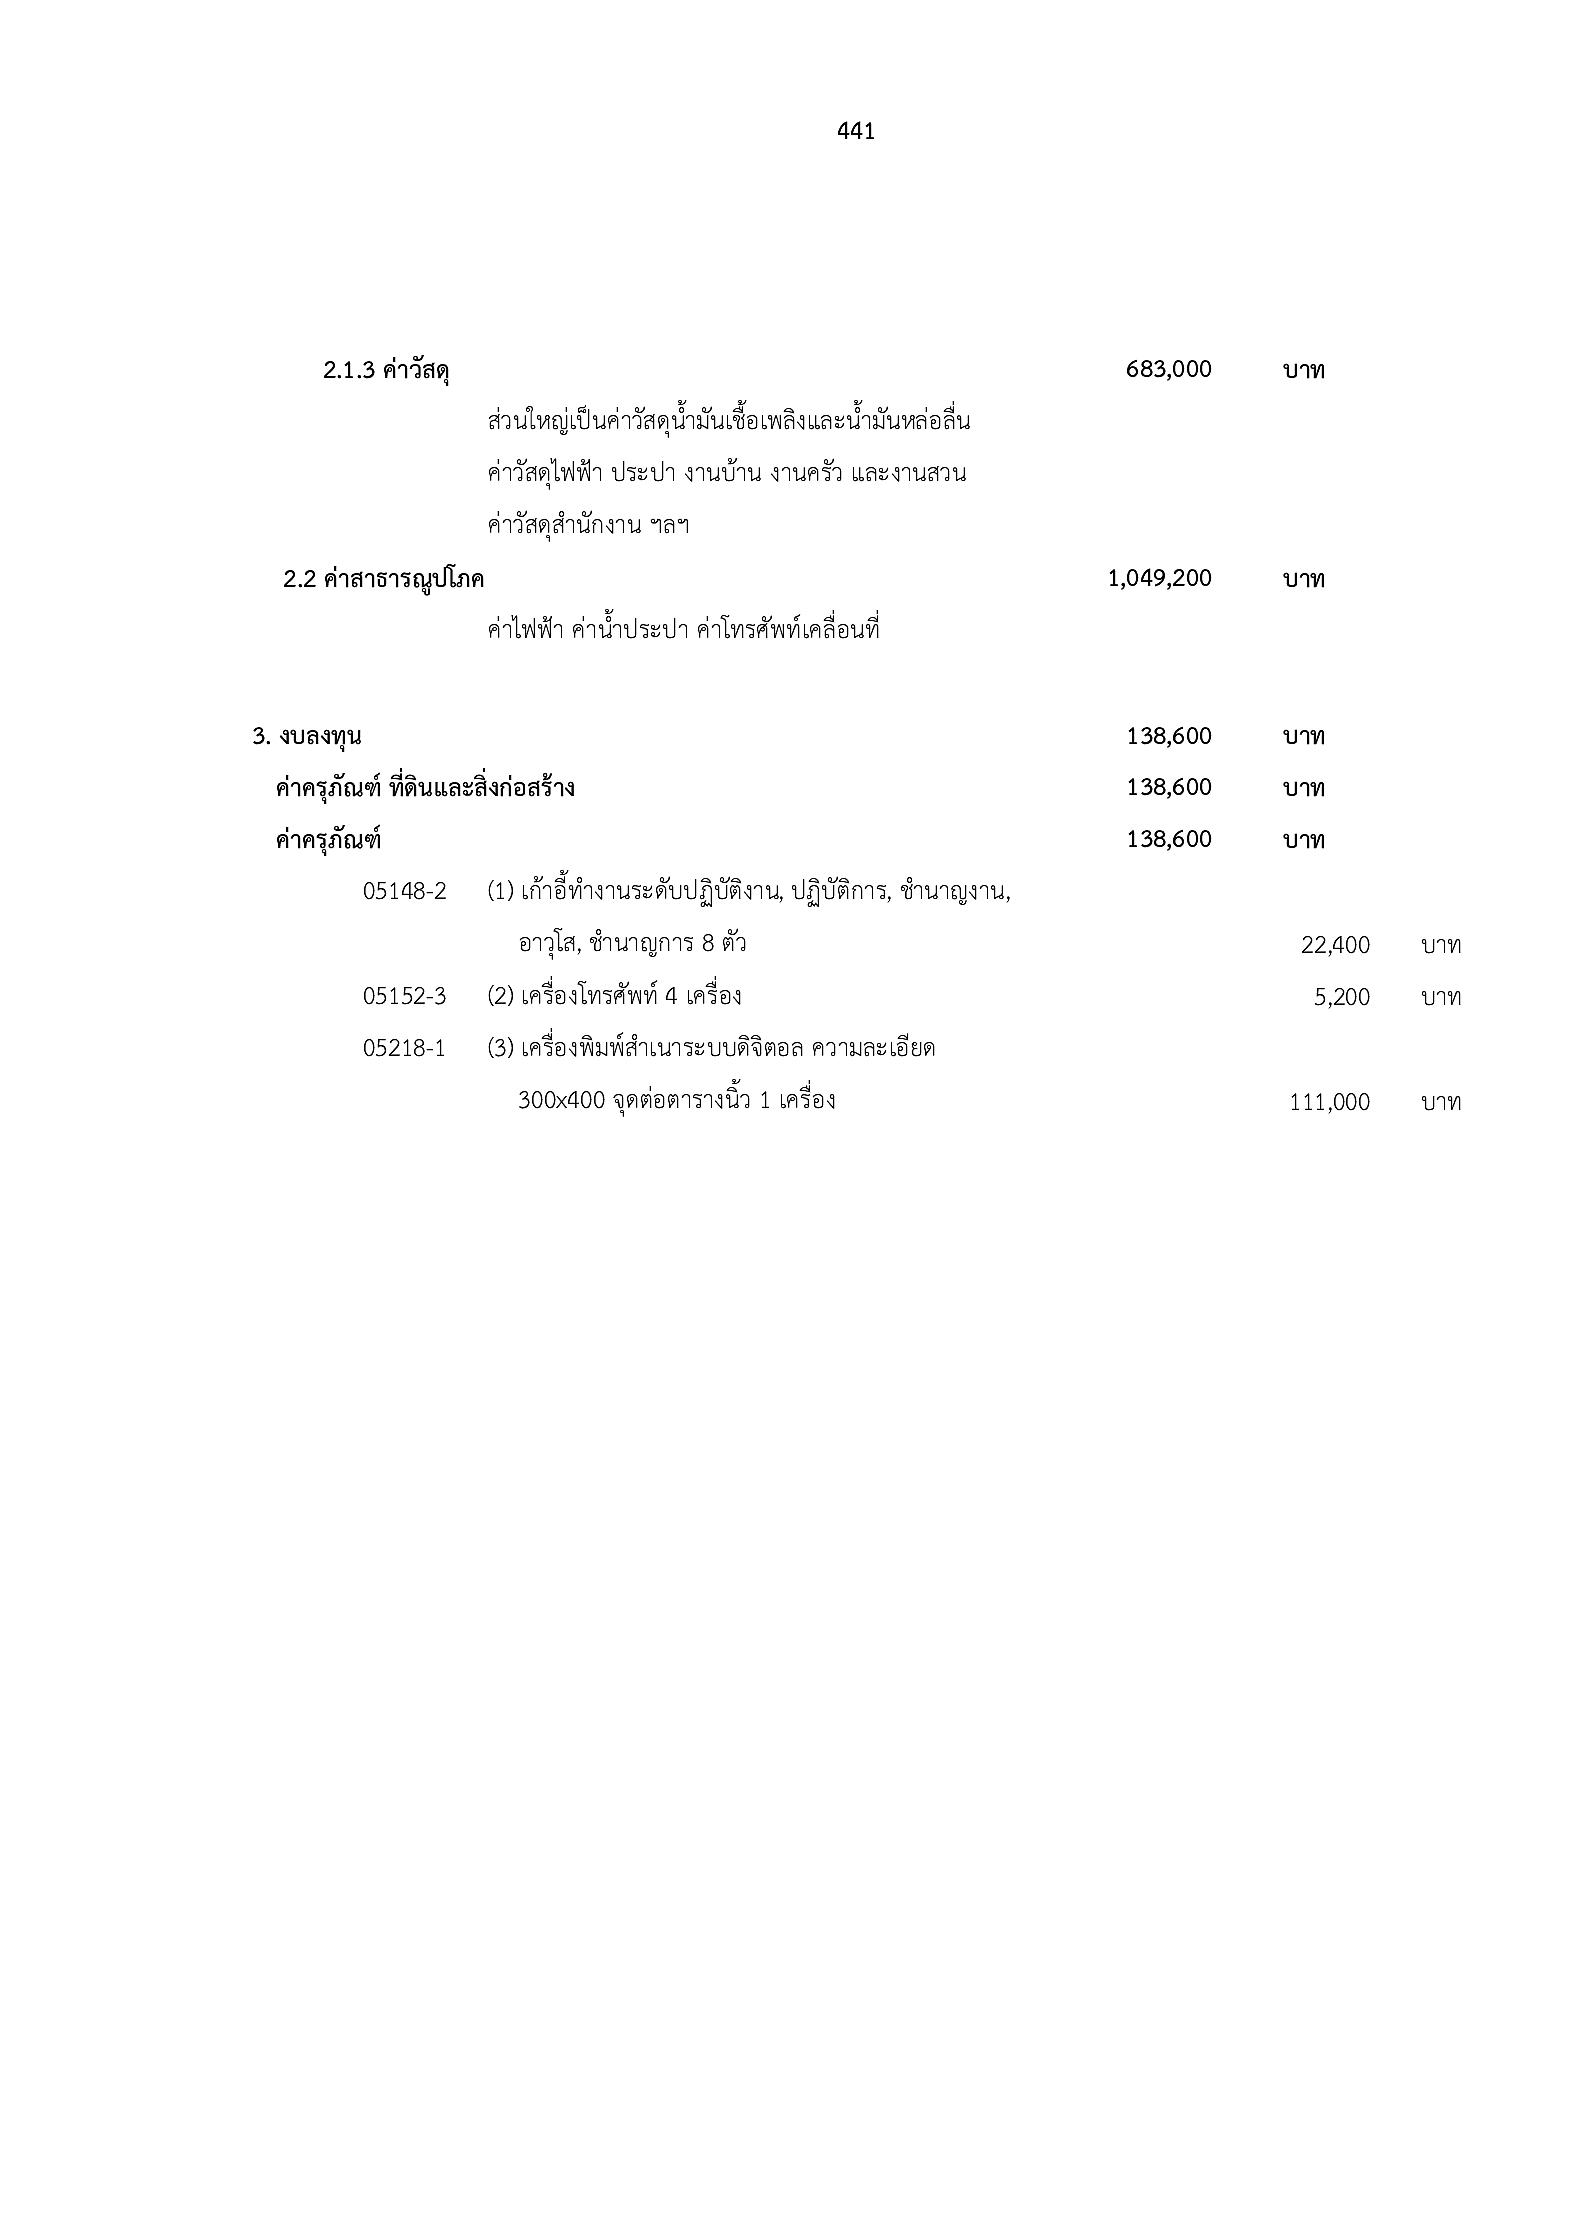 441
2.1.3 ค่าวัสดุ 683,000 บาท
ส่วนใหญ่เป็นค่าวัสดุน้ำมันเชื้อเพลิงและน้ำมันหล่อลื่น
ค่าวัสดุไฟฟ้า ประปา งานบ้าน งานครัว และงานสวน
ค่าวัสดุสำนักงาน ฯลฯ
2.2 ค่าสาธารณูปโภค 1,049,200 บาท
ค่าไฟฟ้า ค่าน้ำประปา ค่าโทรศัพท์เคลื่อนที่
3. งบลงทุน 138,600 บาท
ค่าครุภัณฑ์ ที่ดินและสิ่งก่อสร้าง 138,600 บาท
ค่าครุภัณฑ์ 138,600 บาท
05148-2 (1) เก้าอี้ทำงานระดับปฏิบัติงาน, ปฏิบัติการ, ชำนาญงาน,
อาวุโส, ชำนาญการ 8 ตัว 22,400 บาท
05152-3 (2) เครื่องโทรศัพท์ 4 เครื่อง 5,200 บาท
05218-1 (3) เครื่องพิมพ์สำเนาระบบดิจิตอล ความละเอียด
300x400 จุดต่อตารางนิ้ว 1 เครื่อง 111,000 บาท